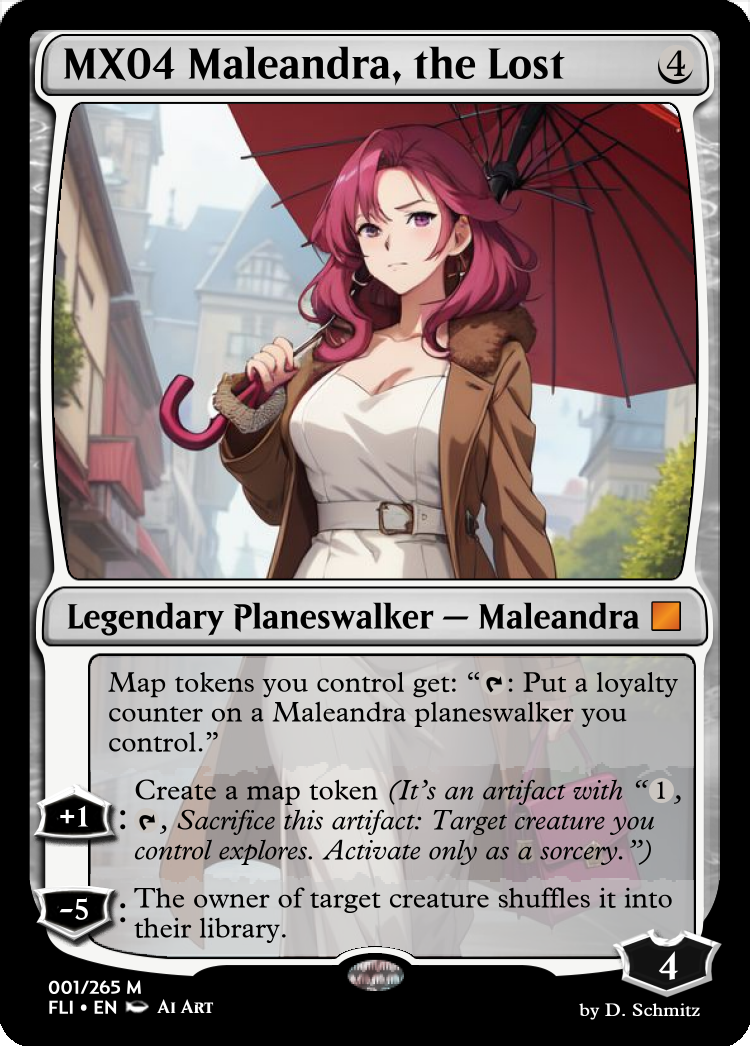 MX04 Maleandra, the Lost 4
Legendary Planeswalker — Maleandra
Map tokens you control get: “: Put a loyalty
counter on a Maleandra planeswalker you
control.”
+1: Create a map token (It's an artifact with “1,
, Sacrifice this artifact: Target creature you
control explores. Activate only as a sorcery.”)
-5: The owner of target creature shuffles it into
their library.
4
001/265 M
FLI • EN AI ART
by D. Schmitz